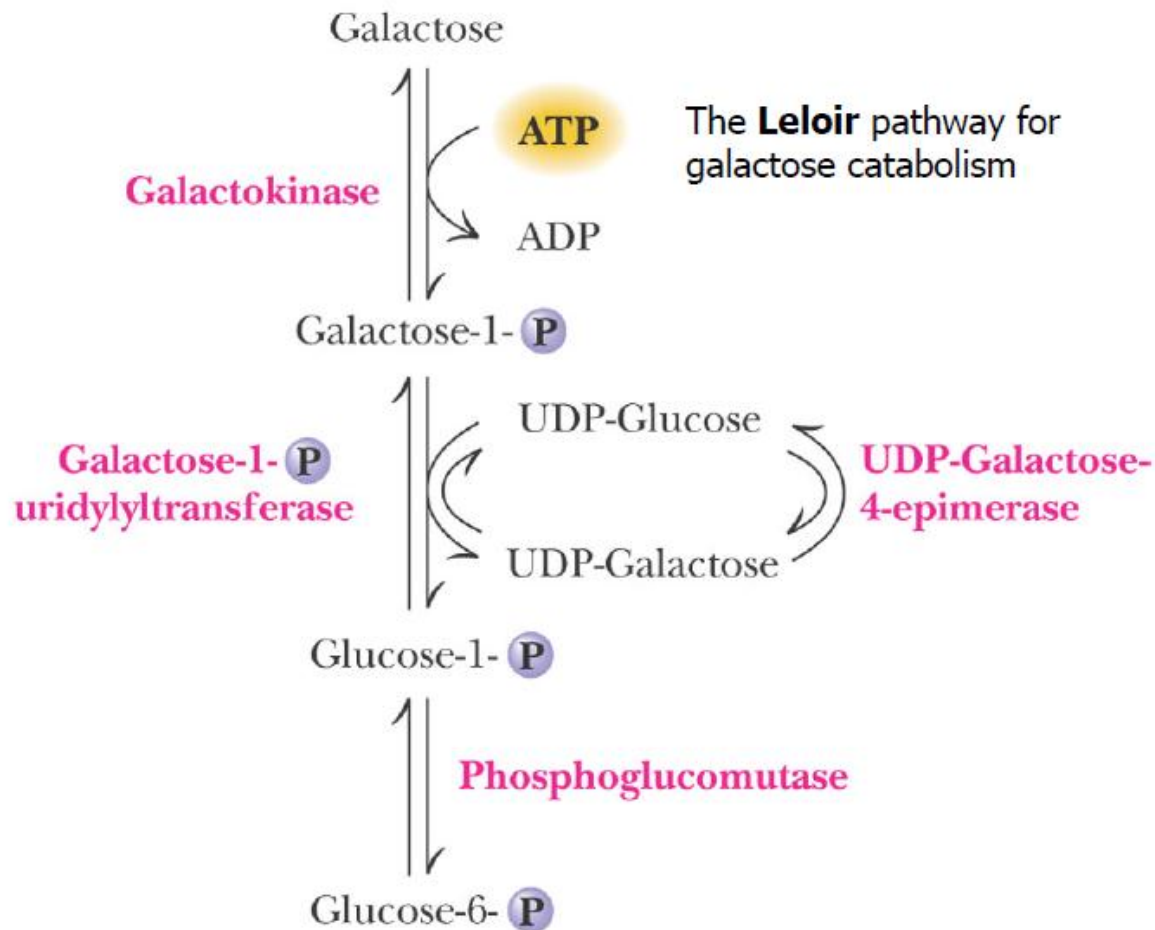 Galactose
ATP
The Leloir pathway for
galactose catabolism
Galactokinase
ADP
Galactose-1-P
UDP-Glucose
Galactose-1-P
uridylyltransferase
UDP-Galactose-
4-epimerase
UDP-Galactose
Glucose-1-P
Phosphoglucomutase
Glucose-6-P